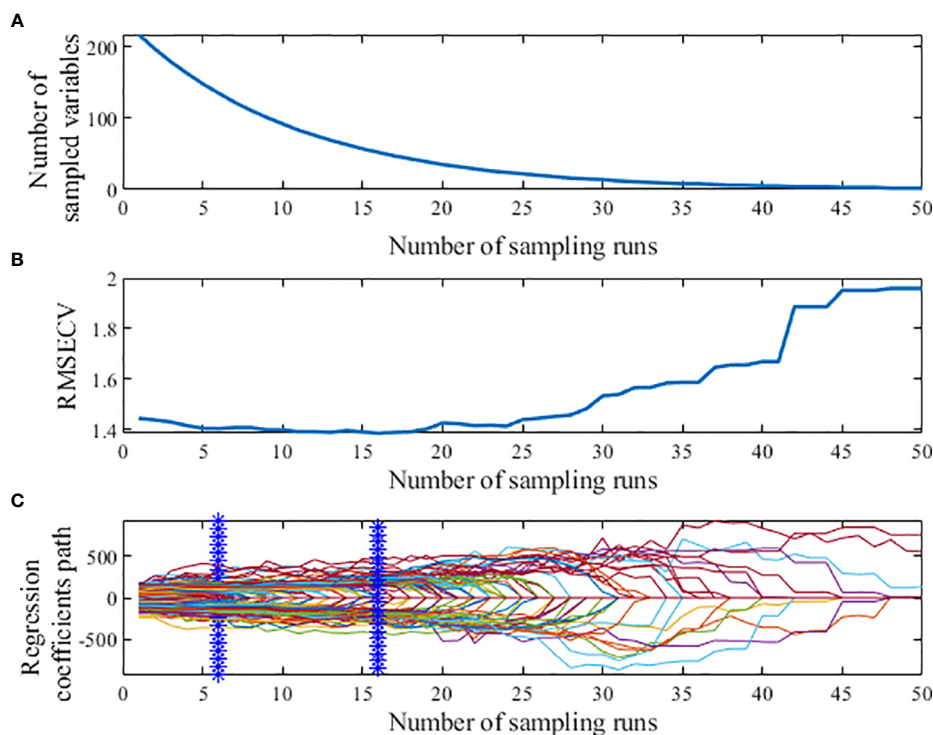 A
Number of
sampled variables
200
100
0
0 5 10 15 20 25 30 35 40 45 50
Number of sampling runs
B
RMSECV
2
1.8
1.6
1.4
0 5 10 15 20 25 30 35 40 45 50
Number of sampling runs
C
Regression
coefficients path
500
0
-500
0 5 10 15 20 25 30 35 40 45 50
Number of sampling runs